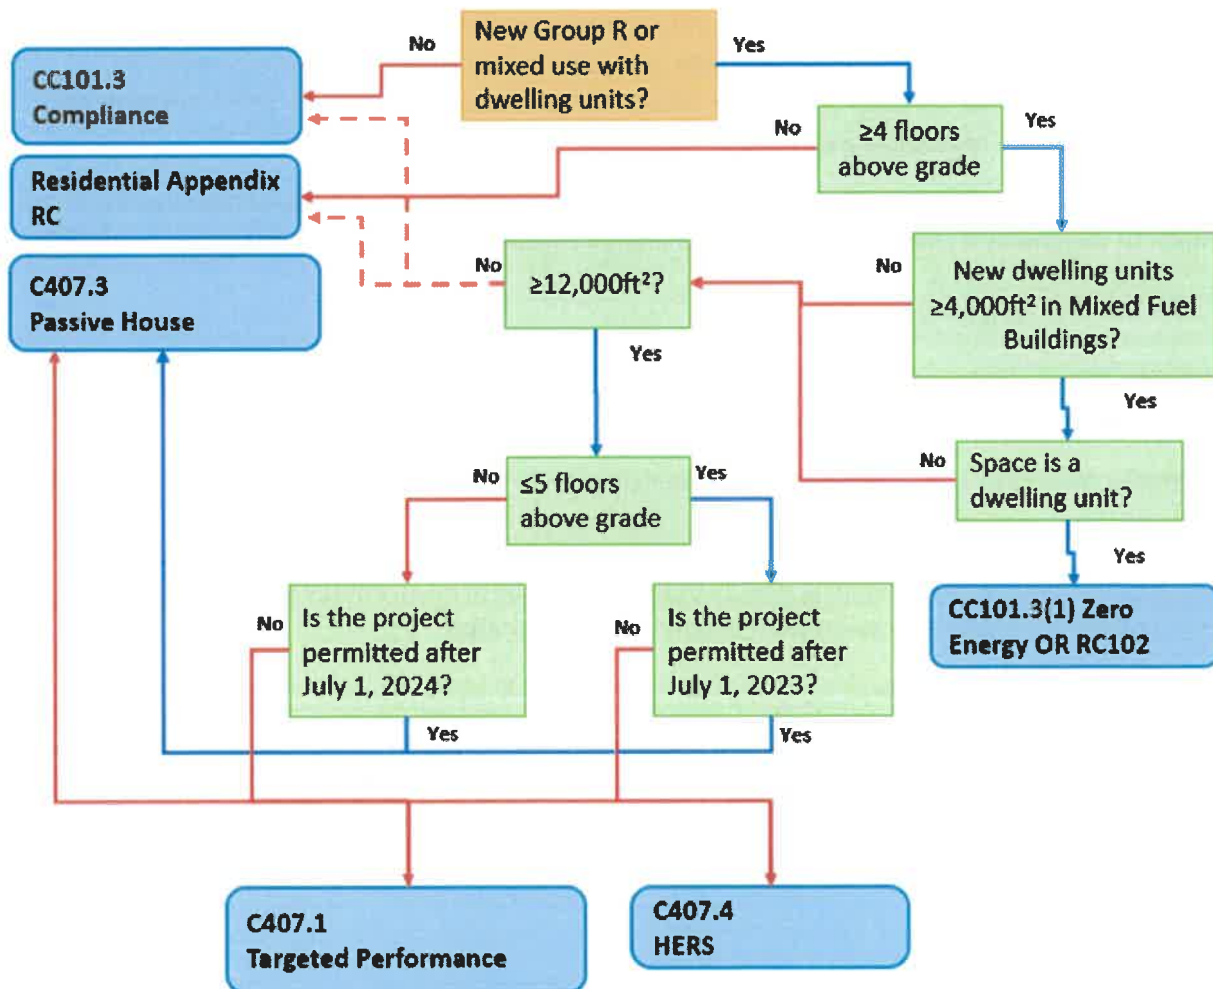 No
New Group R or
mixed use with
dwelling units?
Yes
CC101.3
Compliance
No
≥4 floors
above grade
Yes
Residential Appendix
RC
C407.3
Passive House
No
≥12,000ft²?
Yes
No
New dwelling units
≥4,000ft² in Mixed Fuel
Buildings?
Yes
No
Space is a
dwelling unit?
Yes
No
≤5 floors
above grade
Yes
CC101.3(1) Zero
Energy OR RC102
No
Is the project
permitted after
July 1, 2024?
Yes
No
Is the project
permitted after
July 1, 2023?
Yes
C407.1
Targeted Performance
C407.4
HERS